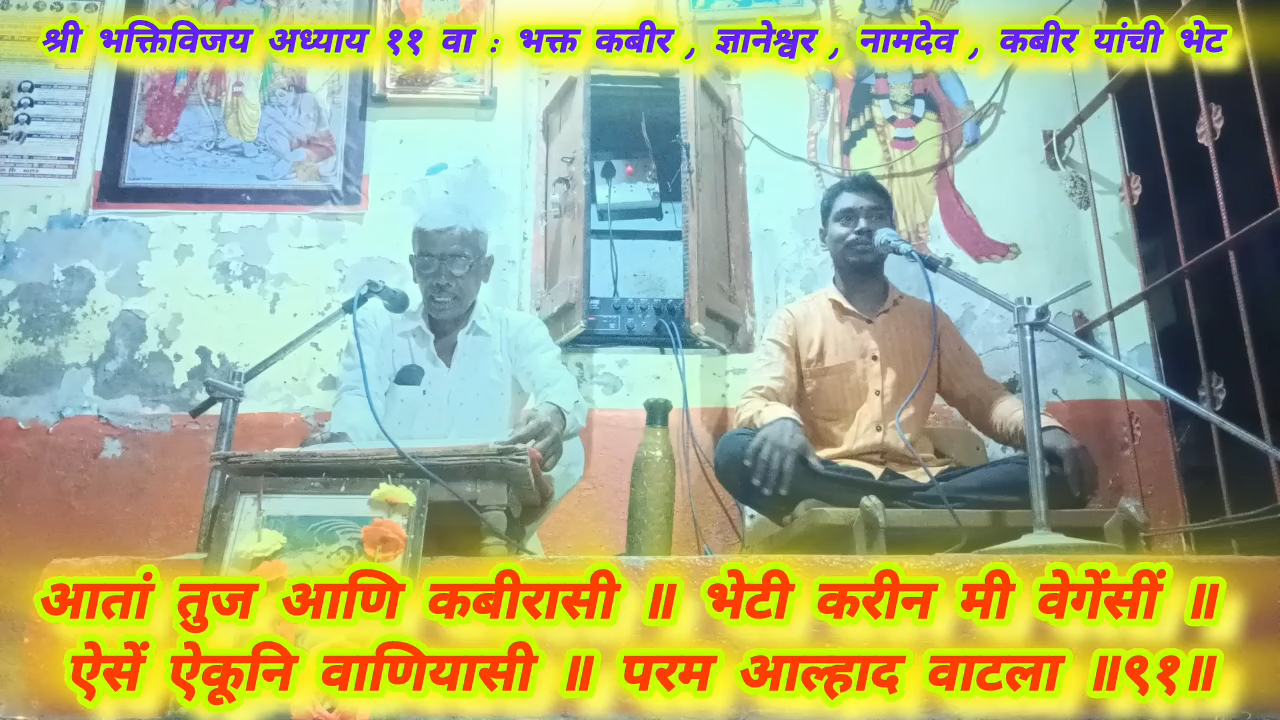 श्री भक्तिविजय अध्याय ११ वा : भक्त कबीर , ज्ञानेश्वर , नामदेव , कबीर यांची भेट
आतां तुज आणि कबीरासी ॥ भेटी करीन मी वेगेंसीं ॥
ऐसें ऐकूनि वाणियासी ॥ परम आल्हाद वाटला ॥९१॥